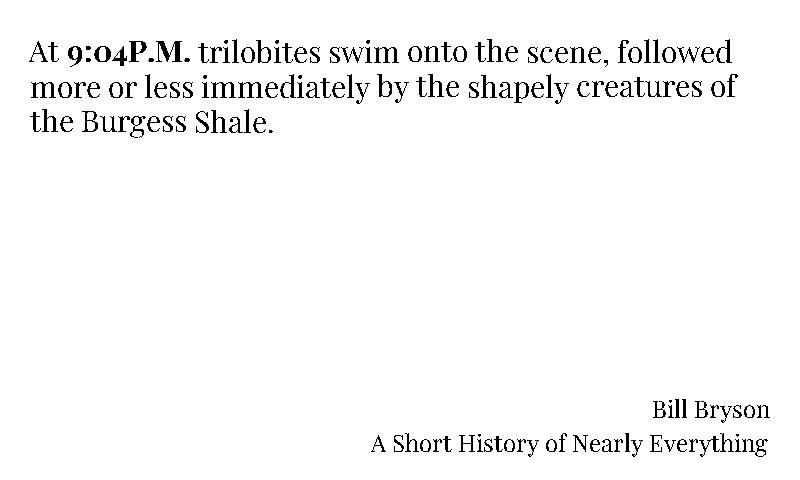 At 9:04P.M. trilobites swim onto the scene, followed
more or less immediately by the shapely creatures of
the Burgess Shale.
Bill Bryson
A Short History of Nearly Everything